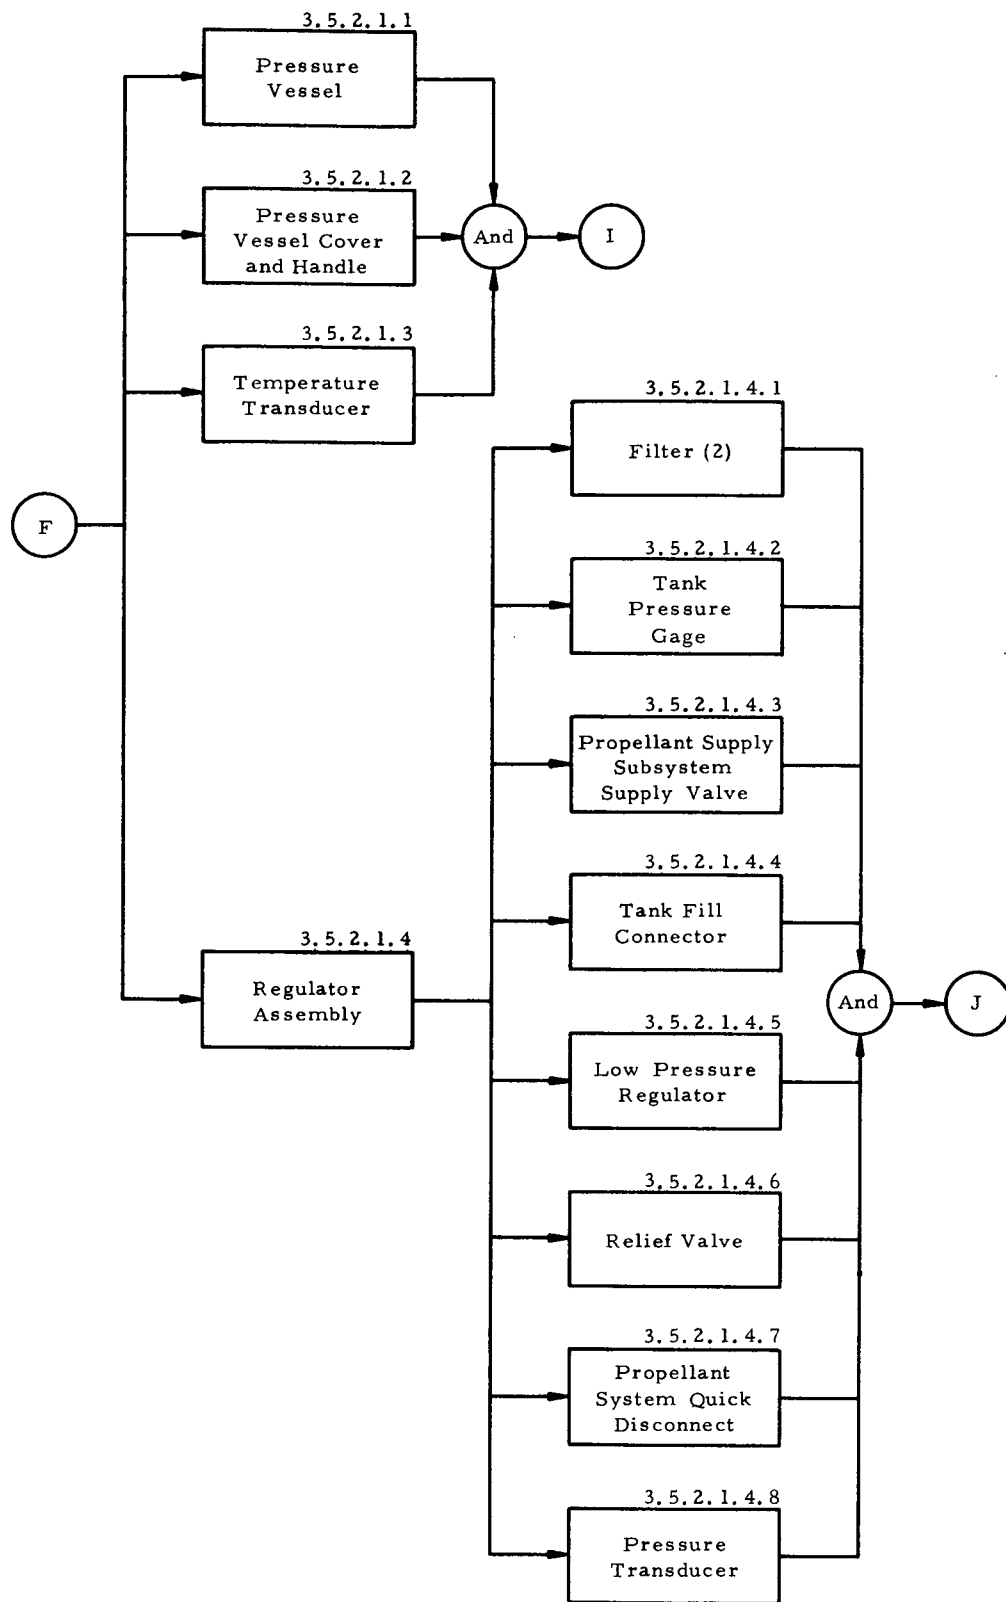 3.5.2.1.1
Pressure
Vessel
3.5.2.1.2
Pressure
Vessel Cover
and Handle
And
I
3.5.2.1.3
Temperature
Transducer
F
3.5.2.1.4
Regulator
Assembly
3.5.2.1.4.1
Filter (2)
3.5.2.1.4.2
Tank
Pressure
Gage
3.5.2.1.4.3
Propellant Supply
Subsystem
Supply Valve
3.5.2.1.4.4
Tank Fill
Connector
And
J
3.5.2.1.4.5
Low Pressure
Regulator
3.5.2.1.4.6
Relief Valve
3.5.2.1.4.7
Propellant
System Quick
Disconnect
3.5.2.1.4.8
Pressure
Transducer